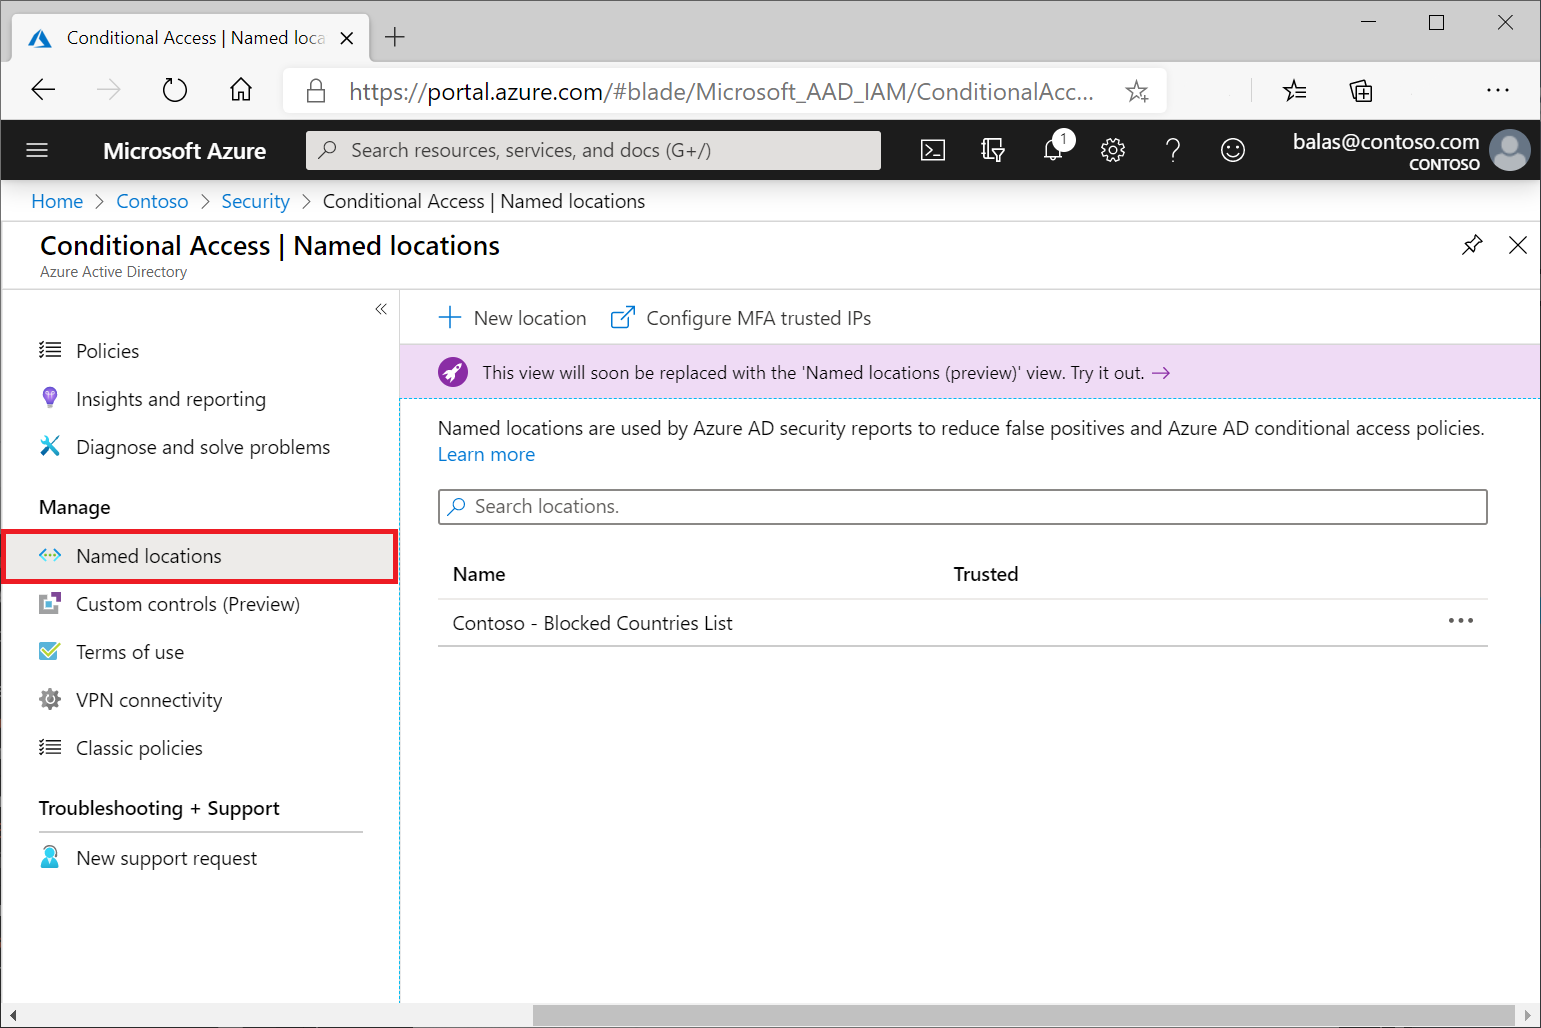 Conditional Access | Named loca
https://portal.azure.com/#blade/Microsoft_AAD_IAM/ConditionalAcc...
Microsoft Azure
Search resources, services, and docs (G+/)
1
balas@contoso.com
CONTOSO
Home > Contoso > Security > Conditional Access | Named locations
Conditional Access | Named locations
Azure Active Directory
Policies
Insights and reporting
Diagnose and solve problems
Manage
Named locations
Custom controls (Preview)
Terms of use
VPN connectivity
Classic policies
Troubleshooting + Support
New support request
New location
Configure MFA trusted IPs
This view will soon be replaced with the 'Named locations (preview)' view. Try it out. →
Named locations are used by Azure AD security reports to reduce false positives and Azure AD conditional access policies.
Learn more
Search locations.
Name Trusted
Contoso - Blocked Countries List